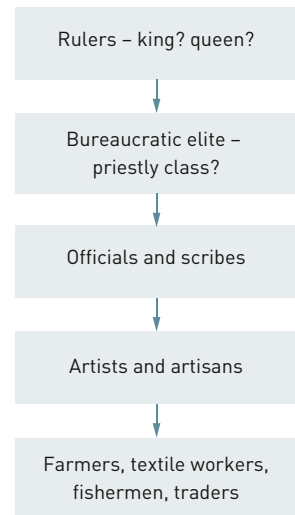 Rulers – king? queen?
Bureaucratic elite –
priestly class?
Officials and scribes
Artists and artisans
Farmers, textile workers,
fishermen, traders